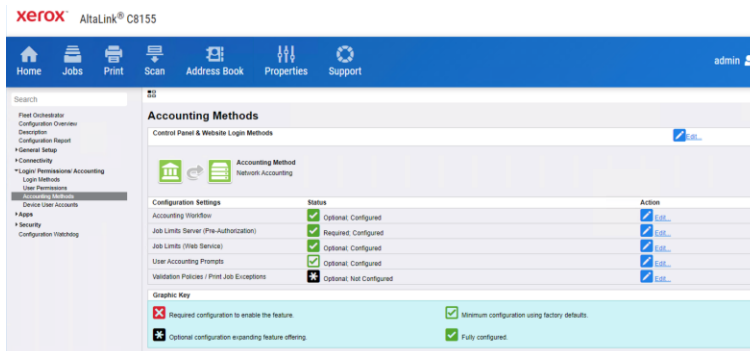 xerox™ AltaLink® C8155
Home Jobs Print Scan Address Book Properties Support
admin
Search
Fleet Orchestrator
Configuration Overview
Description
Configuration Report
General Setup
Connectivity
Login/ Permissions/ Accounting
Login Methods
User Permissions
Accounting Methods
Device User Accounts
Apps
Security
Configuration Watchdog
Accounting Methods
Control Panel & Website Login Methods Edit...
Accounting Method
Network Accounting
Configuration Settings Status Action
Accounting Workflow Optional; Configured Edit...
Job Limits Server (Pre-Authorization) Required; Configured Edit...
Job Limits (Web Service) Optional; Configured Edit...
User Accounting Prompts Optional; Configured Edit...
Validation Policies / Print Job Exceptions Optional; Not Configured Edit...
Graphic Key
Required configuration to enable the feature. Minimum configuration using factory defaults.
Optional configuration expanding feature offering. Fully configured.